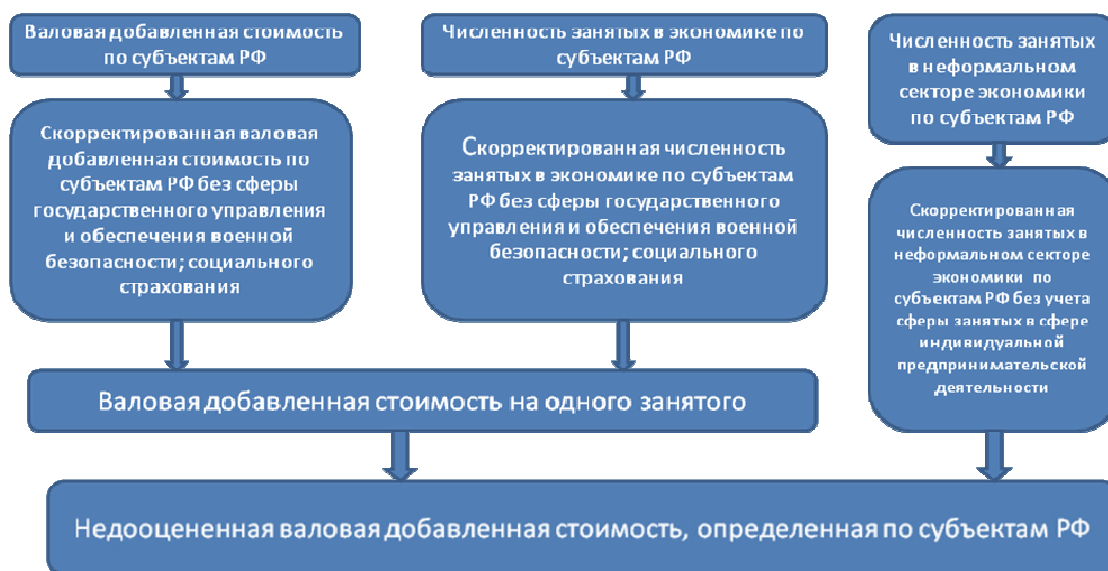 Валовая добавленная стоимость
по субъектам РФ
Численность занятых в экономике по
субъектам РФ
Численность занятых
в неформальном
секторе экономики
по субъектам РФ
Скорректированная валовая
добавленная стоимость по
субъектам РФ без сферы
государственного управления
и обеспечения военной
безопасности; социального
страхования
Скорректированная численность
занятых в экономике по субъектам
РФ без сферы государственного
управления и обеспечения военной
безопасности; социального
страхования
Скорректированная
численность занятых в
неформальном секторе
экономики по
субъектам РФ без учета
сферы занятых в сфере
индивидуальной
предпринимательской
деятельности
Валовая добавленная стоимость на одного занятого
Недооцененная валовая добавленная стоимость, определенная по субъектам РФ